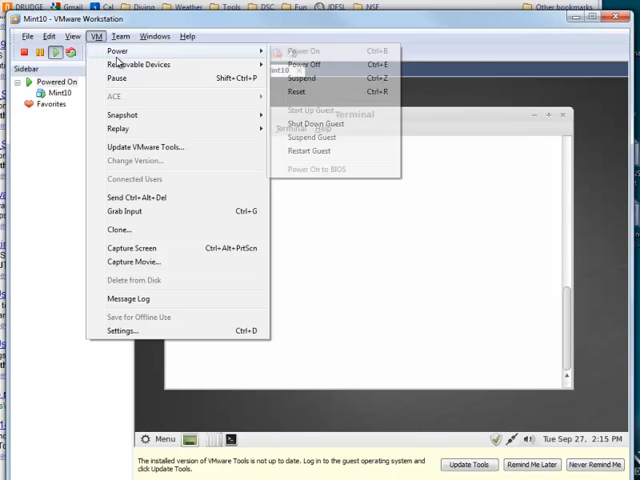 DRUDGE
Cal
Diving
Weather
Tools
Guns
JDFSL
NSF
Other bookmarks
Mint10 - VMware Workstation
File Edit View VM Team Windows Help
Sidebar
Powered On
Mint10
Favorites
Power
Removable Devices
Pause Shift+Ctrl+P
ACE
Snapshot
Replay
Update VMware Tools...
Change Version...
Connected Users
Send Ctrl+Alt+Del
Grab Input Ctrl+G
Clone...
Capture Screen Ctrl+Alt+PrtScn
Capture Movie...
Delete from Disk
Message Log
Save for Offline Use
Settings... Ctrl+D
Power On Ctrl+B
Power Off Ctrl+E
Suspend Ctrl+Z
Reset Ctrl+R
Start Up Guest
Shut Down Guest
Suspend Guest
Restart Guest
Power On to BIOS
Terminal
Terminal Help
Menu
Tue Sep 27, 2:15 PM
The installed version of VMware Tools is not up to date. Log in to the guest operating system and
click Update Tools.
Update Tools
Remind Me Later
Never Remind Me